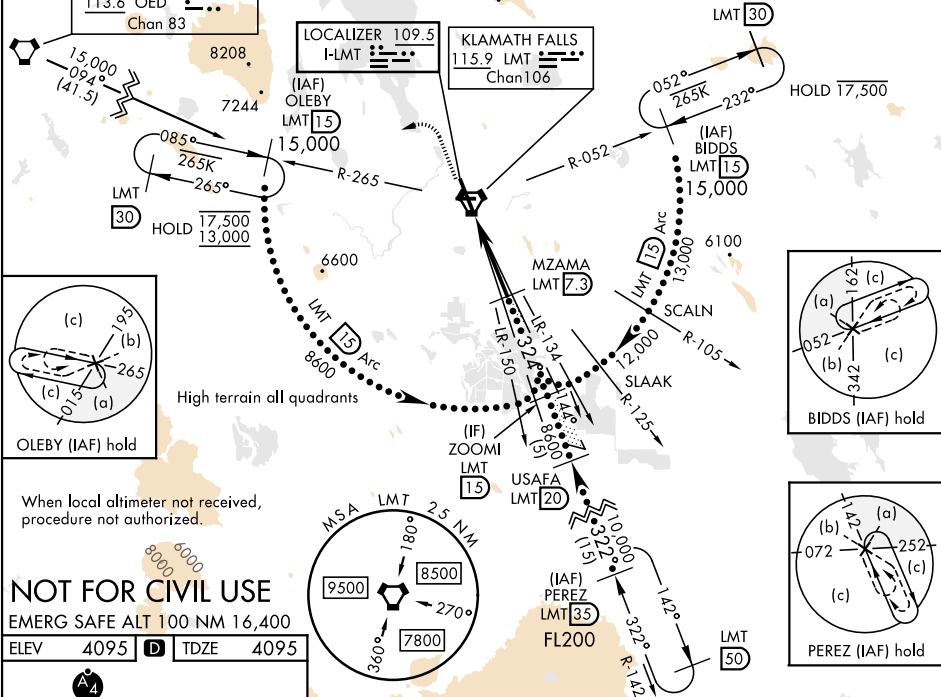 113.6 OED
Chan 83
LOCALIZER 109.5
I-LMT
KLAMATH FALLS
115.9 LMT
Chan 106
LMT 30
052°
265K
232°
HOLD 17,500
15,000
094°
(41.5)
8208
7244
(IAF)
OLEBY
LMT 15
15,000
085°
265K
265°
R-265
LMT
30
HOLD 17,500
13,000
R-052
(IAF)
BIDDS
LMT 15
15,000
6100
6600
LMT 15 Arc
13,000
MZAMA
LMT 7.3
SCALN
R-105
LMT
15 Arc
8600
LR-134
324°
LR-150
12,000
SLAAK
R-125
(c)
195
(b)
265
(c)
(a)
015
OLEBY (IAF) hold
High terrain all quadrants
162
(a)
(c)
052
(b)
(c)
342
BIDDS (IAF) hold
144°
8600
(5)
(IF)
ZOOMI
LMT
15
USAFA
LMT 20
When local altimeter not received,
procedure not authorized.
6000
8000
MSA LMT 25 NM
180°
9500
8500
270°
7800
360°
10,000
322°
(15)
(IAF)
PEREZ
LMT 35
FL200
142°
322°
R-142
LMT
50
142
(b)
(a)
072
252
(c)
(c)
PEREZ (IAF) hold
NOT FOR CIVIL USE
EMERG SAFE ALT 100 NM 16,400
ELEV 4095 D TDZE 4095
A4